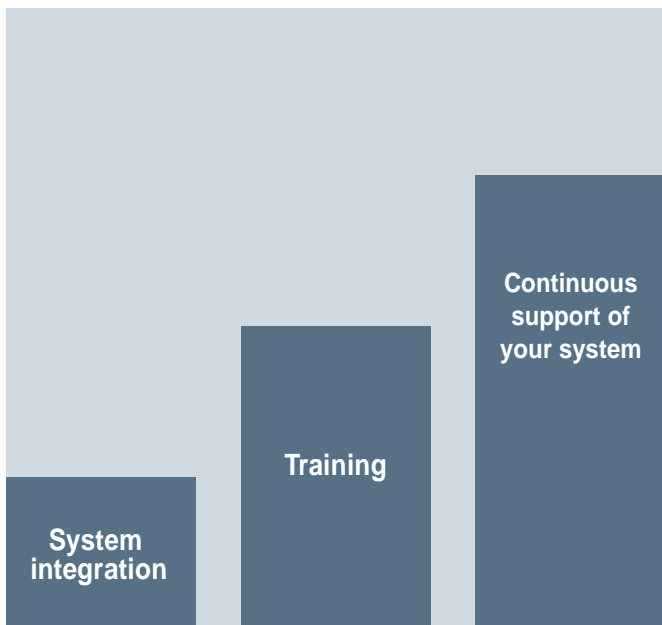 System
integration
Training
Continuous
support of
your system